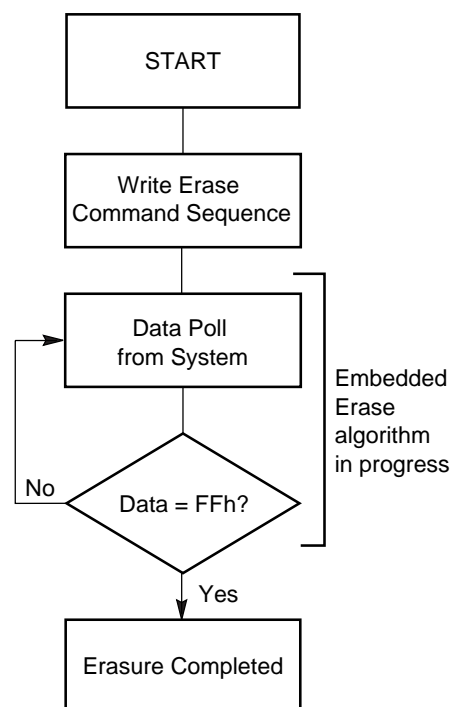 START
Write Erase
Command Sequence
Data Poll
from System
Embedded
Erase
algorithm
in progress
No
Data = FFh?
Yes
Erasure Completed